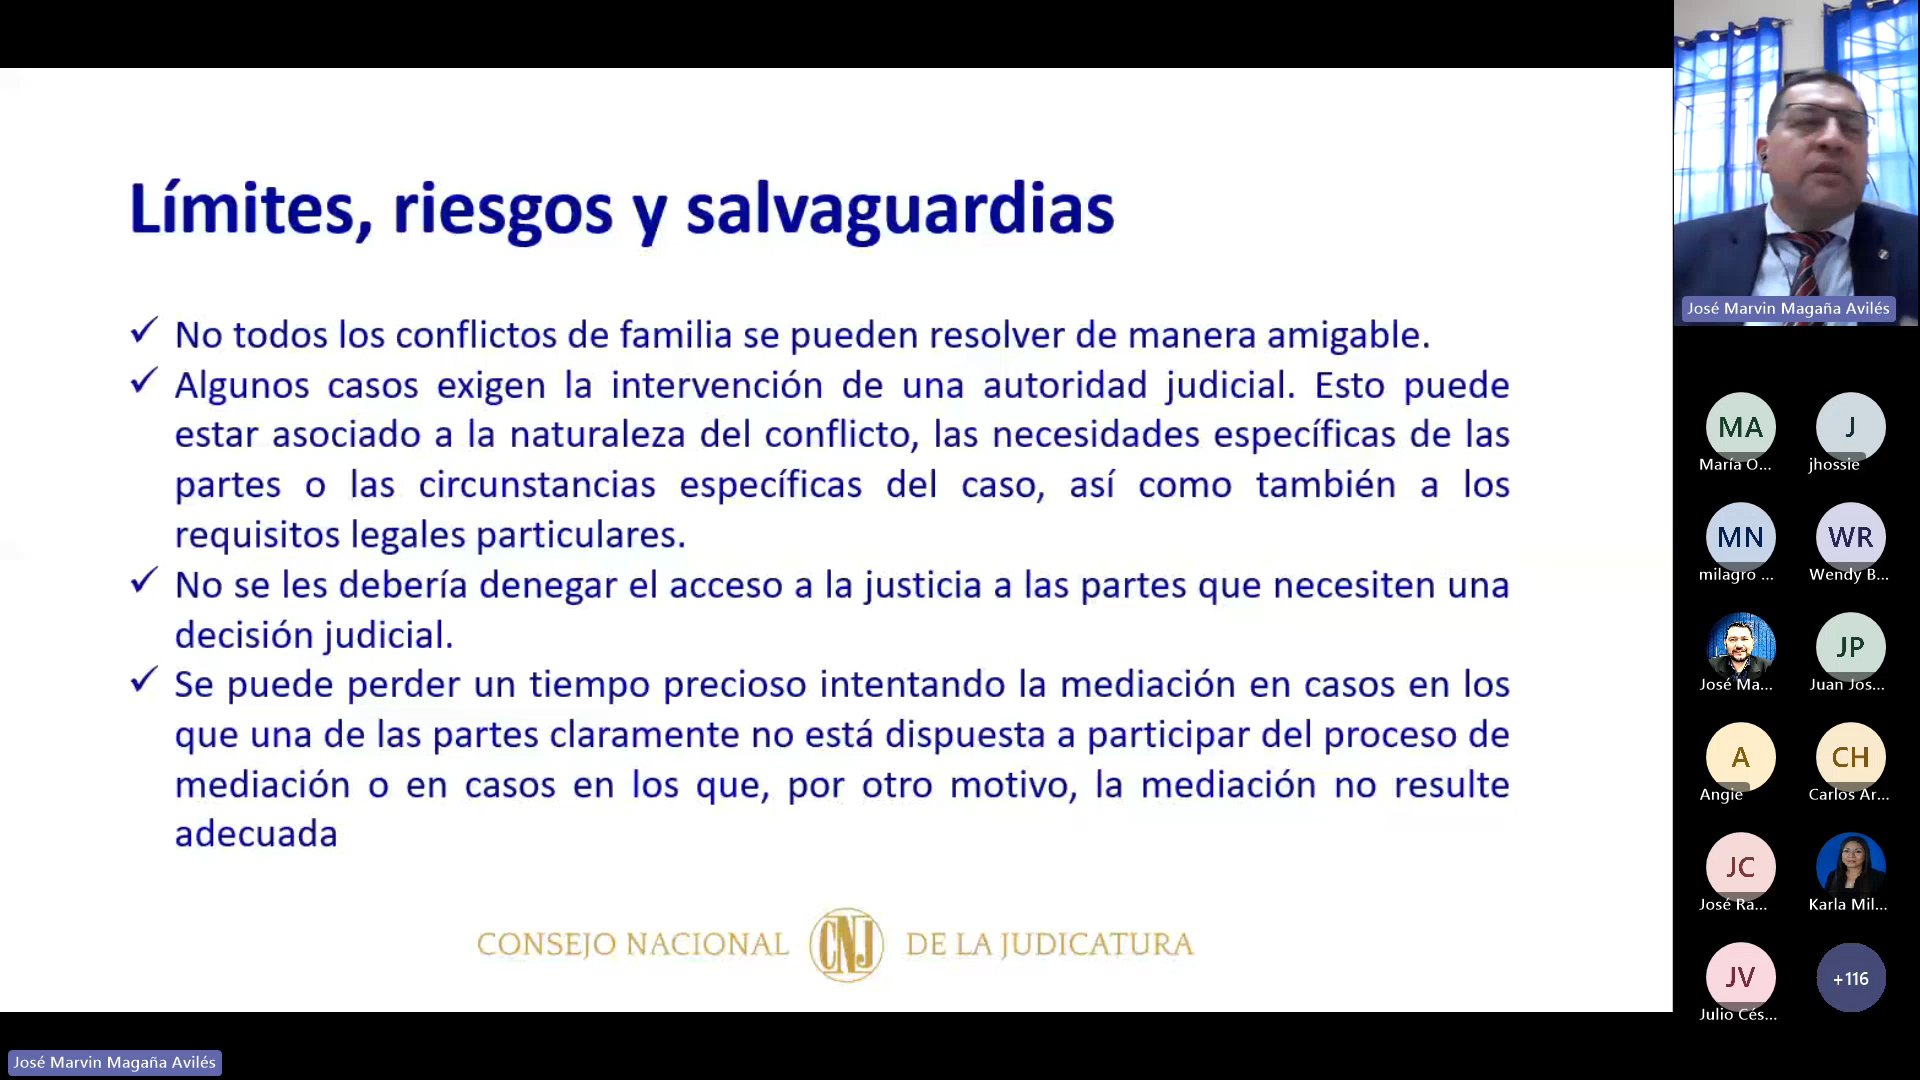 Límites, riesgos y salvaguardias
✓ No todos los conflictos de familia se pueden resolver de manera amigable.
✓ Algunos casos exigen la intervención de una autoridad judicial. Esto puede
estar asociado a la naturaleza del conflicto, las necesidades específicas de las
partes o las circunstancias específicas del caso, así como también a los
requisitos legales particulares.
✓ No se les debería denegar el acceso a la justicia a las partes que necesiten una
decisión judicial.
✓ Se puede perder un tiempo precioso intentando la mediación en casos en los
que una de las partes claramente no está dispuesta a participar del proceso de
mediación o en casos en los que, por otro motivo, la mediación no resulte
adecuada
CONSEJO NACIONAL CNJ DE LA JUDICATURA
José Marvin Magaña Avilés
MA J
María O... jhossie
MN WR
milagro ... Wendy B...
JP
José Ma... Juan Jos...
A CH
Angie Carlos Ar...
JC
José Ra... Karla Mil...
JV +116
Julio Cés...
José Marvin Magaña Avilés